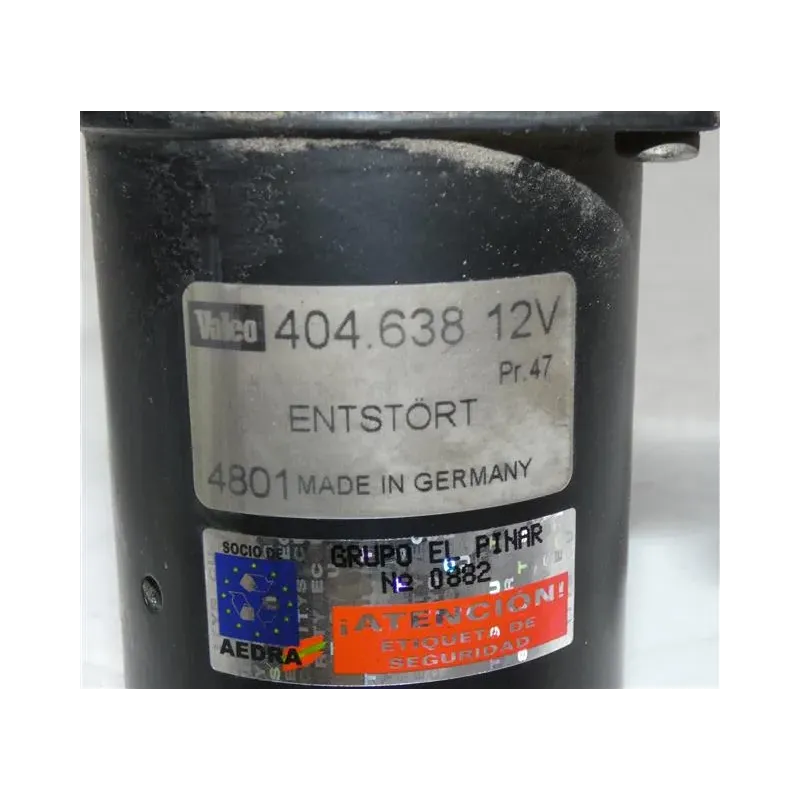 Valeo 404.638 12V
Pr.47
ENTSTÖRT
4801 MADE IN GERMANY
SOCIO DE
AEDRA
GRUPO EL PINAR
Nº 0882
¡ATENCIÓN!
ETIQUETA DE
SEGURIDAD